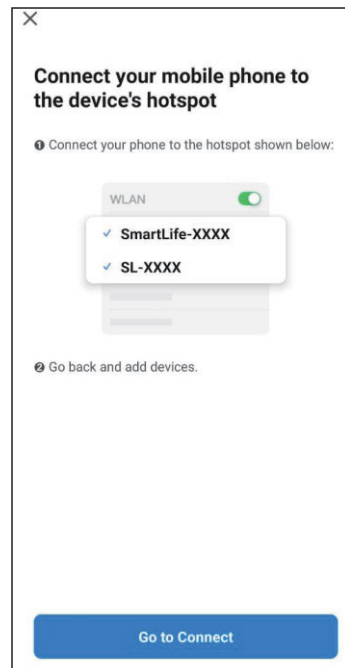 Connect your mobile phone to
the device's hotspot
❶ Connect your phone to the hotspot shown below:
WLAN
SmartLife-XXXX
SL-XXXX
❷ Go back and add devices.
Go to Connect